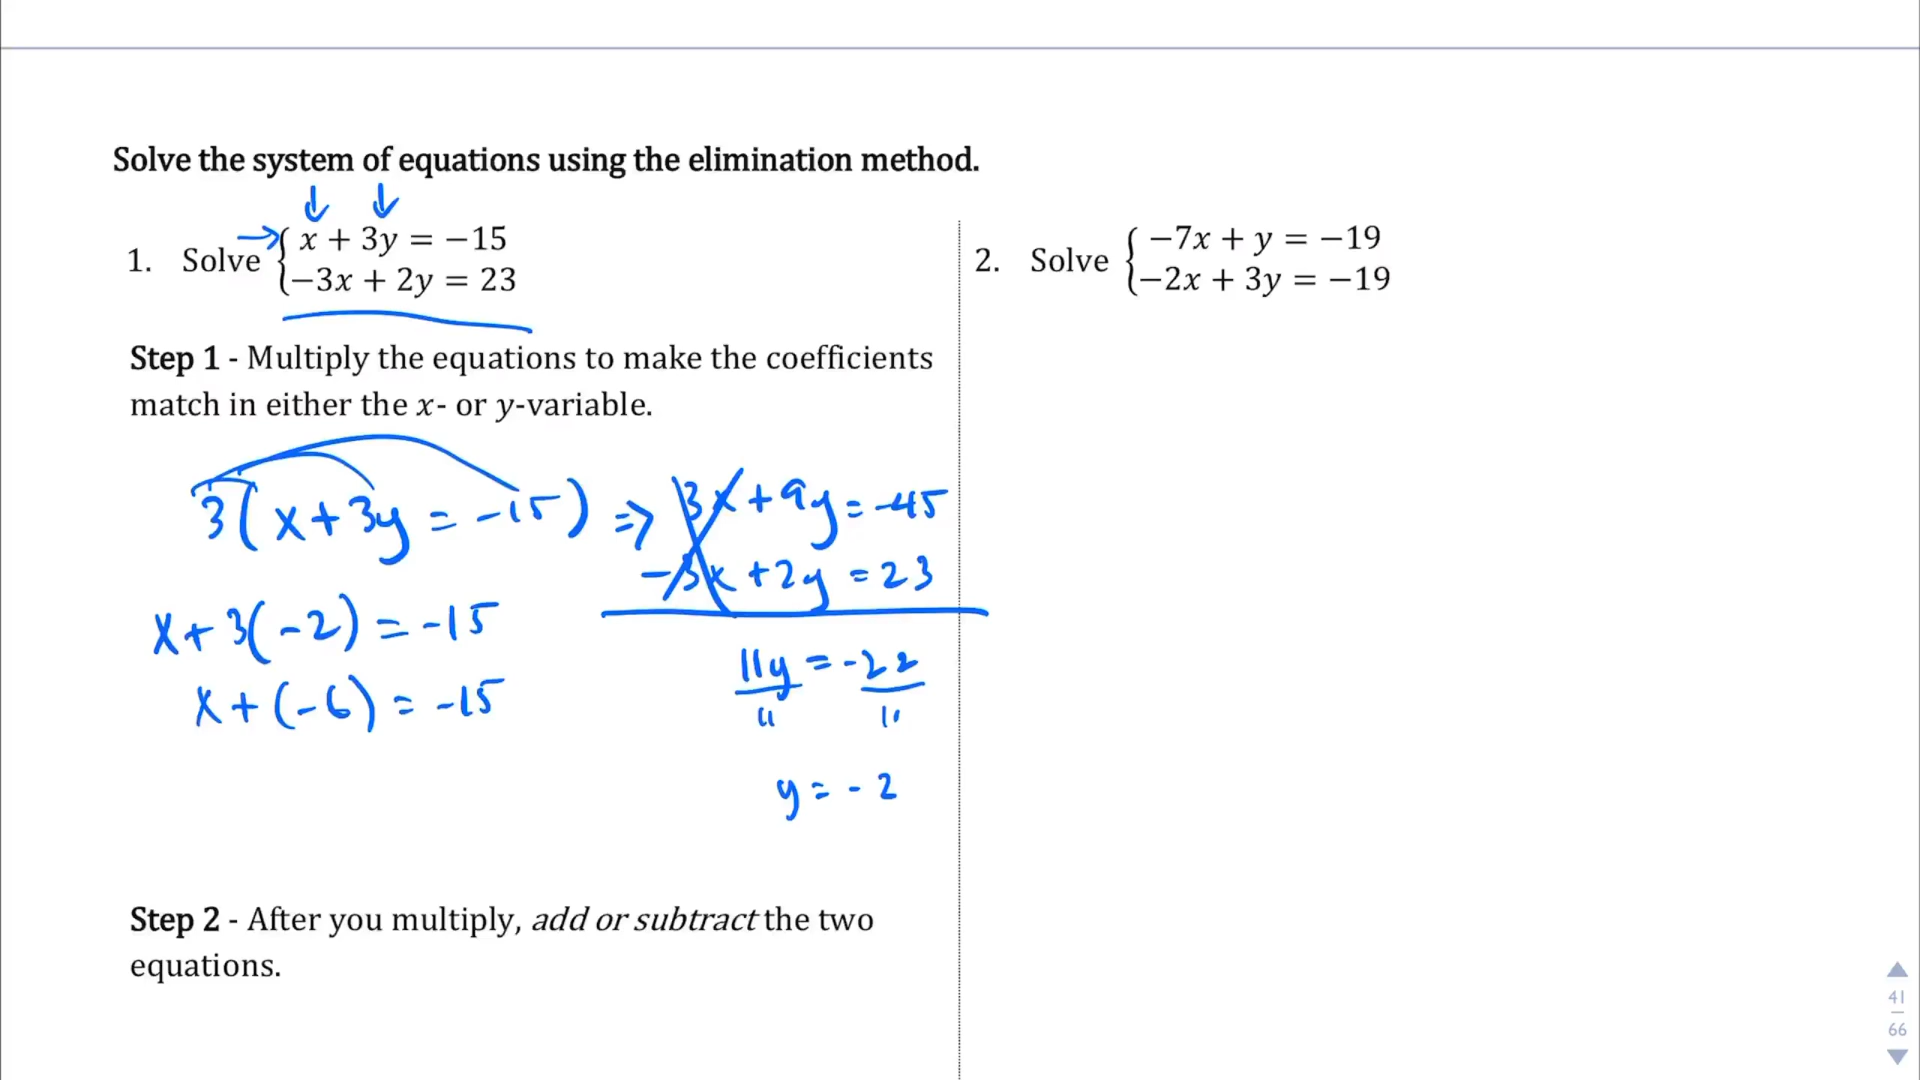 Solve the system of equations using the elimination method.
1. Solve { x + 3y = −15
−3x + 2y = 23
Step 1 - Multiply the equations to make the coefficients
match in either the x- or y-variable.
3(x+3y = -15) ⇒ 3x+9y = -45
-3x+2y = 23
x+3(-2) = -15
11y = -22
11 11
x+(-6) = -15
y = -2
Step 2 - After you multiply, add or subtract the two
equations.
2. Solve { −7x + y = −19
−2x + 3y = −19
41
66